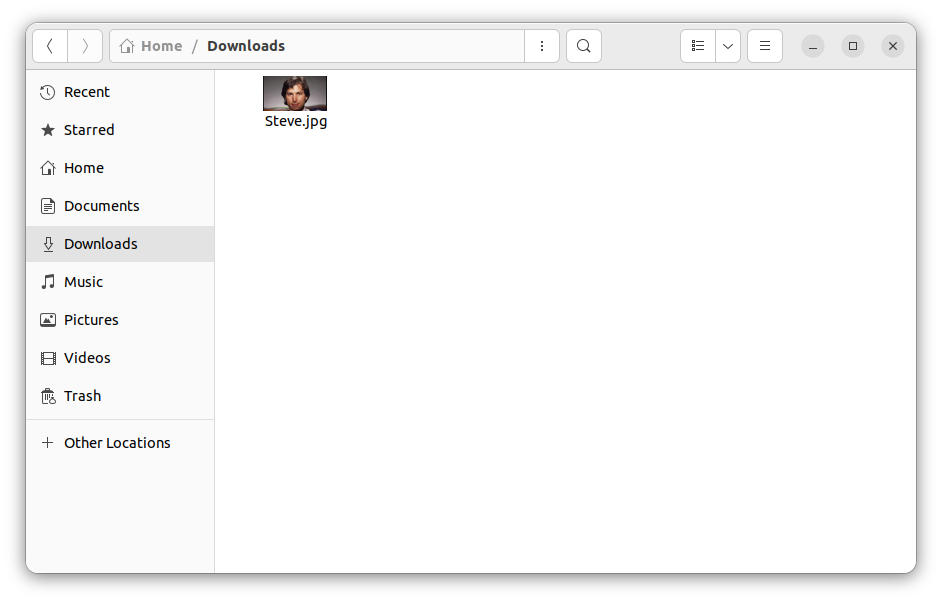 Home / Downloads
Recent
Starred
Home
Documents
Downloads
Music
Pictures
Videos
Trash
Other Locations
Steve.jpg